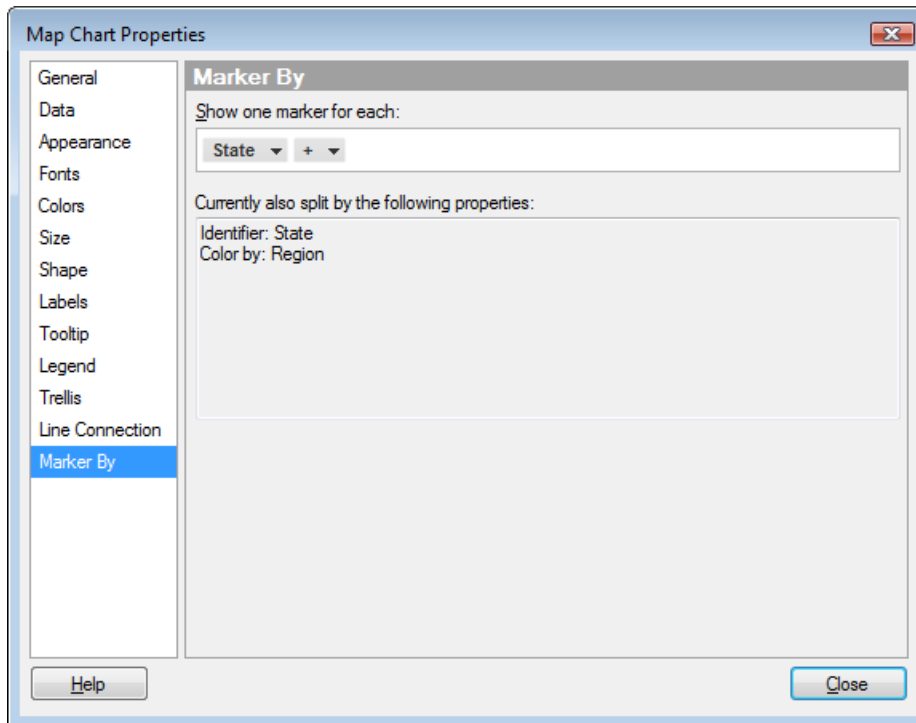 Map Chart Properties
General
Data
Appearance
Fonts
Colors
Size
Shape
Labels
Tooltip
Legend
Trellis
Line Connection
Marker By
Marker By
Show one marker for each:
State +
Currently also split by the following properties:
Identifier: State
Color by: Region
Help
Close